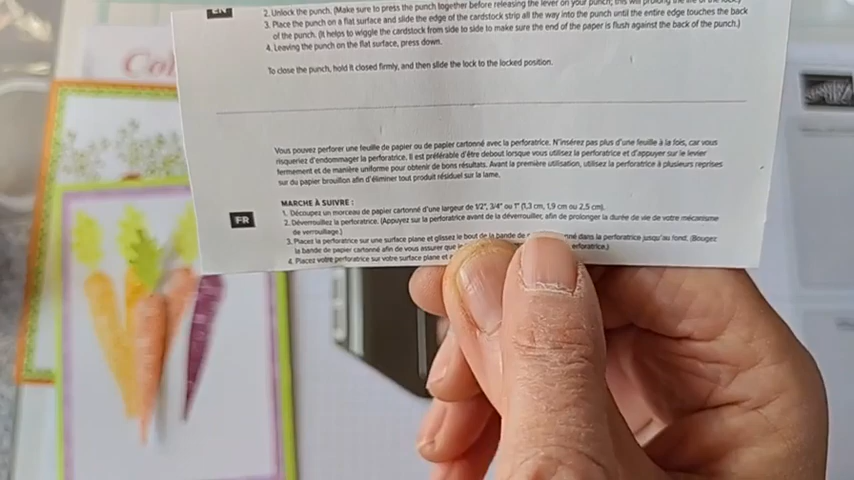 EN
2. Unlock the punch. (Make sure to press the punch together before releasing the lever on your punch; this will prolong the life of the
3. Place the punch on a flat surface and slide the edge of the cardstock strip all the way into the punch until the entire edge touches the back
of the punch. (It helps to wiggle the cardstock from side to side to make sure the end of the paper is flush against the back of the punch.)
4. Leaving the punch on the flat surface, press down.
To close the punch, hold it closed firmly, and then slide the lock to the locked position.
Vous pouvez perforer une feuille de papier ou de papier cartonné avec la perforatrice. N'insérez pas plus d'une feuille à la fois, car vous
risqueriez d'endommager la perforatrice. Il est préférable d'être debout lorsque vous utilisez la perforatrice et d'appuyer sur le levier
fermement et de manière uniforme pour obtenir de bons résultats. Avant la première utilisation, utilisez la perforatrice à plusieurs reprises
sur du papier brouillon afin d'éliminer tout produit résiduel sur la lame.
FR
MARCHE À SUIVRE :
1. Découpez un morceau de papier cartonné d'une largeur de 1/2", 3/4" ou 1" (1,3 cm, 1,9 cm ou 2,5 cm).
2. Déverrouillez la perforatrice. (Appuyez sur la perforatrice avant de la déverrouiller, afin de prolonger la durée de vie de votre mécanisme
de verrouillage.)
3. Placez la perforatrice sur une surface plane et glissez le bout de la bande de dans la perforatrice jusqu'au fond. (Bougez
la bande de papier cartonné afin de vous assurer que
4. Placez votre perforatrice sur votre surface plane et